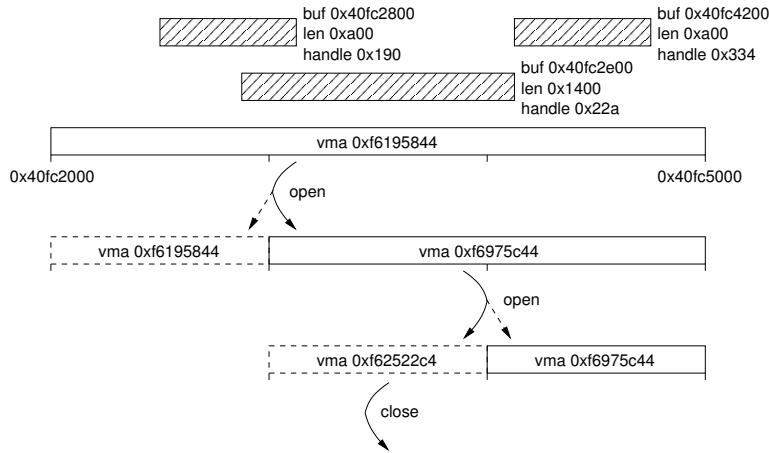 buf 0x40fc2800
len 0xa00
handle 0x190
buf 0x40fc4200
len 0xa00
handle 0x334
buf 0x40fc2e00
len 0x1400
handle 0x22a
vma 0xf6195844
0x40fc2000
0x40fc5000
open
vma 0xf6195844
vma 0xf6975c44
open
vma 0xf62522c4
vma 0xf6975c44
close